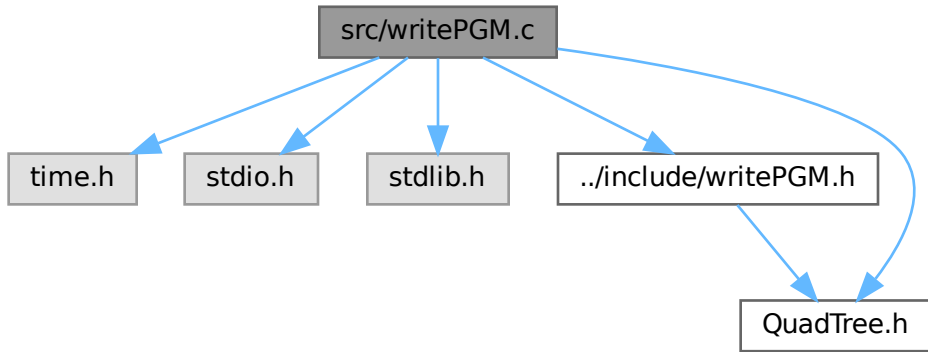 src/writePGM.c
time.h
stdio.h
stdlib.h
../include/writePGM.h
QuadTree.h